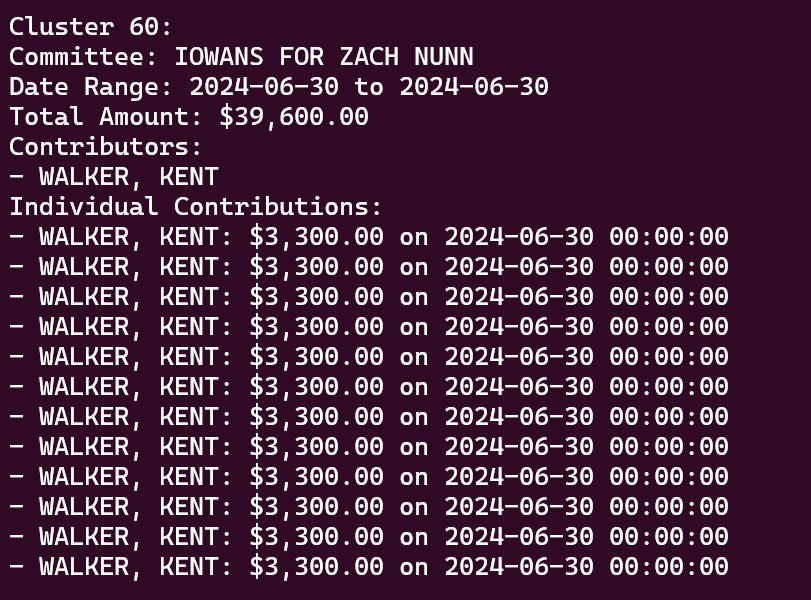 Cluster 60:
Committee: IOWANS FOR ZACH NUNN
Date Range: 2024-06-30 to 2024-06-30
Total Amount: $39,600.00
Contributors:
- WALKER, KENT
Individual Contributions:
- WALKER, KENT: $3,300.00 on 2024-06-30 00:00:00
- WALKER, KENT: $3,300.00 on 2024-06-30 00:00:00
- WALKER, KENT: $3,300.00 on 2024-06-30 00:00:00
- WALKER, KENT: $3,300.00 on 2024-06-30 00:00:00
- WALKER, KENT: $3,300.00 on 2024-06-30 00:00:00
- WALKER, KENT: $3,300.00 on 2024-06-30 00:00:00
- WALKER, KENT: $3,300.00 on 2024-06-30 00:00:00
- WALKER, KENT: $3,300.00 on 2024-06-30 00:00:00
- WALKER, KENT: $3,300.00 on 2024-06-30 00:00:00
- WALKER, KENT: $3,300.00 on 2024-06-30 00:00:00
- WALKER, KENT: $3,300.00 on 2024-06-30 00:00:00
- WALKER, KENT: $3,300.00 on 2024-06-30 00:00:00